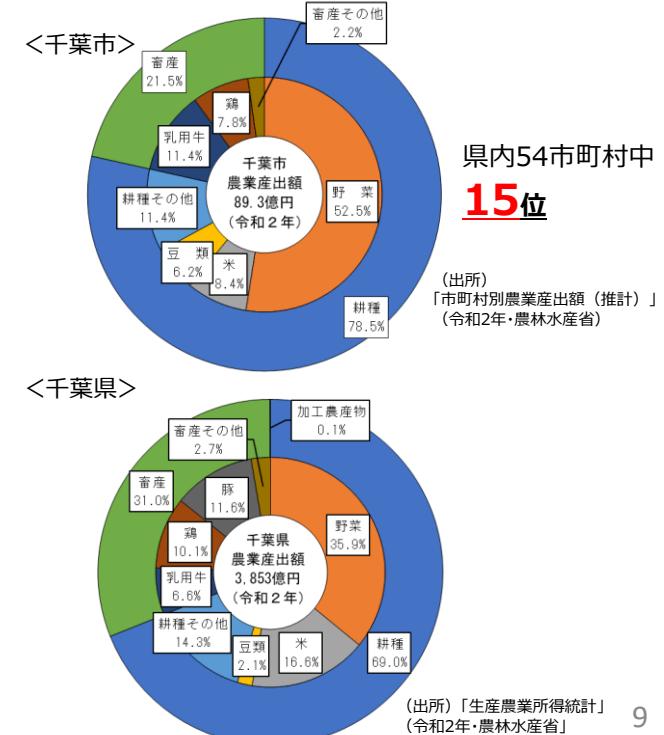 <千葉市>
畜産その他
2.2%
畜産
21.5%
鶏
7.8%
乳用牛
11.4%
千葉市
農業産出額
89.3億円
（令和２年）
野　菜
52.5%
耕種その他
11.4%
豆　類
6.2%
米
8.4%
耕種
78.5%
県内54市町村中
15位
（出所）
「市町村別農業産出額（推計）」
（令和2年・農林水産省）
<千葉県>
加工農産物
0.1%
畜産その他
2.7%
畜産
31.0%
豚
11.6%
鶏
10.1%
野菜
35.9%
千葉県
農業産出額
3,853億円
（令和２年）
乳用牛
6.6%
耕種その他
14.3%
豆類
2.1%
米
16.6%
耕種
69.0%
（出所）「生産農業所得統計」
（令和2年・農林水産省」
9